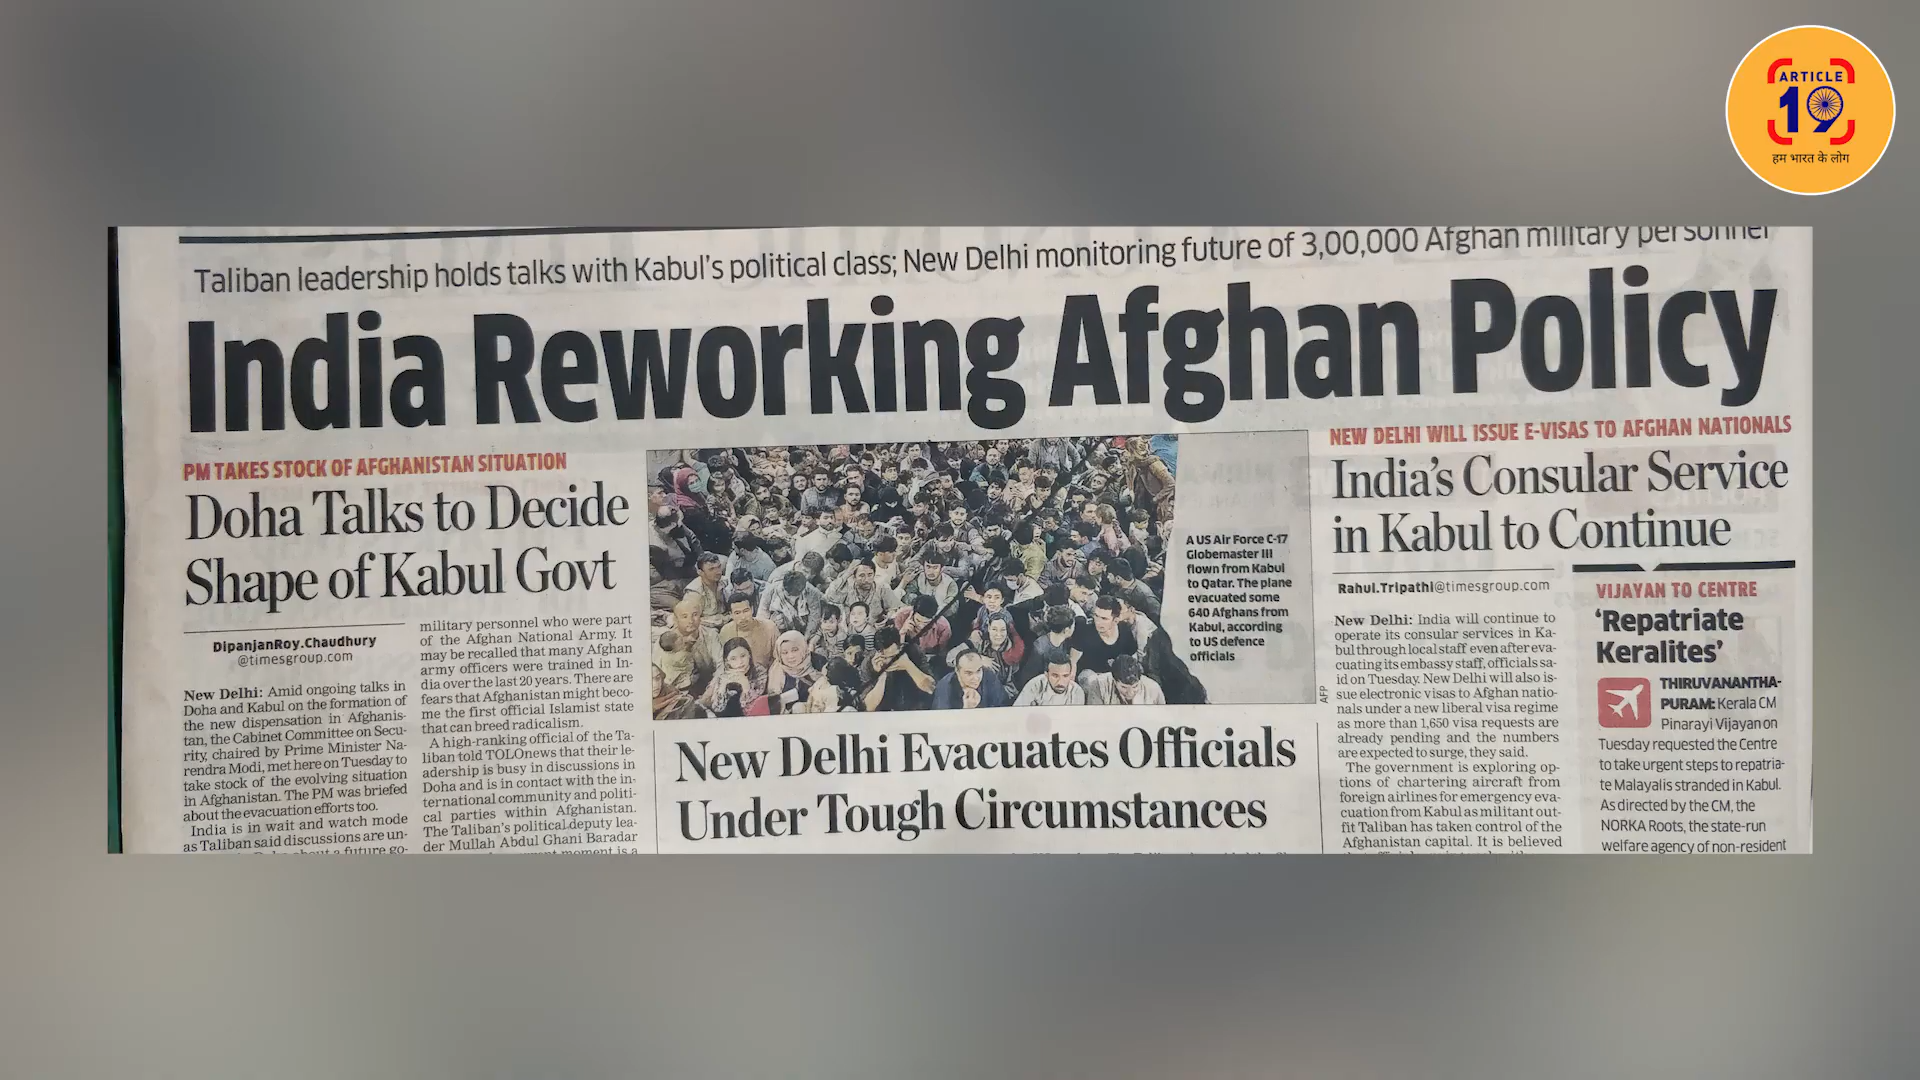 ARTICLE
19
हम भारत के लोग
Taliban leadership holds talks with Kabul's political class; New Delhi monitoring future of 3,00,000 Afghan military personnel
India Reworking Afghan Policy
PM TAKES STOCK OF AFGHANISTAN SITUATION
Doha Talks to Decide
Shape of Kabul Govt
DipanjanRoy.Chaudhury
@timesgroup.com
New Delhi: Amid ongoing talks in
Doha and Kabul on the formation of
the new dispensation in Afghanis-
tan, the Cabinet Committee on Secu-
rity, chaired by Prime Minister Na-
rendra Modi, met here on Tuesday to
take stock of the evolving situation
in Afghanistan. The PM was briefed
about the evacuation efforts too.
India is in wait and watch mode
as Taliban said discussions are un-
about a future go-
military personnel who were part
of the Afghan National Army. It
may be recalled that many Afghan
army officers were trained in In-
dia over the last 20 years. There are
fears that Afghanistan might beco-
me the first official Islamist state
that can breed radicalism.
A high-ranking official of the Ta-
liban told TOLOnews that their le-
adership is busy in discussions in
Doha and is in contact with the in-
ternational community and politi-
cal parties within Afghanistan.
The Taliban's political deputy lea-
der Mullah Abdul Ghani Baradar
moment is a
A US Air Force C-17
Globemaster III
flown from Kabul
to Qatar. The plane
evacuated some
640 Afghans from
Kabul, according
to US defence
officials
AFP
New Delhi Evacuates Officials
Under Tough Circumstances
NEW DELHI WILL ISSUE E-VISAS TO AFGHAN NATIONALS
India's Consular Service
in Kabul to Continue
Rahul.Tripathi@timesgroup.com
New Delhi: India will continue to
operate its consular services in Ka-
bul through local staff even after eva-
cuating its embassy staff, officials sa-
id on Tuesday. New Delhi will also is-
sue electronic visas to Afghan natio-
nals under a new liberal visa regime
as more than 1,650 visa requests are
already pending and the numbers
are expected to surge, they said.
The government is exploring op-
tions of chartering aircraft from
foreign airlines for emergency eva-
cuation from Kabul as militant out-
fit Taliban has taken control of the
Afghanistan capital. It is believed
VIJAYAN TO CENTRE
'Repatriate
Keralites'
THIRUVANANTHA-
PURAM: Kerala CM
Pinarayi Vijayan on
Tuesday requested the Centre
to take urgent steps to repatria-
te Malayalis stranded in Kabul.
As directed by the CM, the
NORKA Roots, the state-run
welfare agency of non-resident